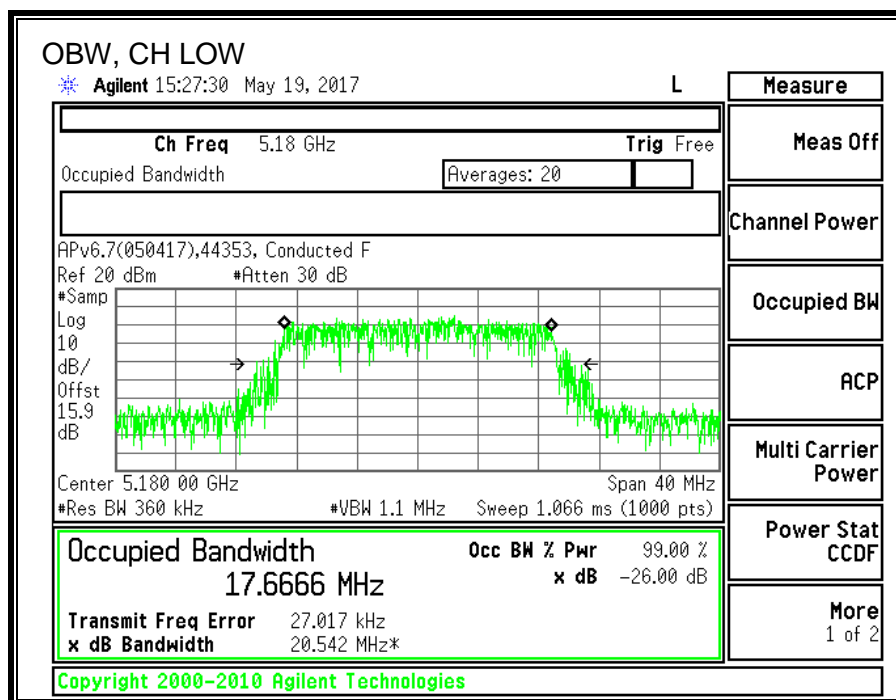 OBW, CH LOW
Agilent 15:27:30 May 19, 2017 L
Measure
Ch Freq 5.18 GHz Trig Free
Meas Off
Occupied Bandwidth Averages: 20
Channel Power
APv6.7(050417),44353, Conducted F
Ref 20 dBm #Atten 30 dB
#Samp
Log
10
dB/
Offst
15.9
dB
Occupied BW
ACP
Center 5.180 00 GHz Span 40 MHz
#Res BW 360 kHz #VBW 1.1 MHz Sweep 1.066 ms (1000 pts)
Multi Carrier
Power
Occupied Bandwidth
17.6666 MHz
Occ BW % Pwr 99.00 %
x dB -26.00 dB
Transmit Freq Error 27.017 kHz
x dB Bandwidth 20.542 MHz*
Power Stat
CCDF
More
1 of 2
Copyright 2000-2010 Agilent Technologies